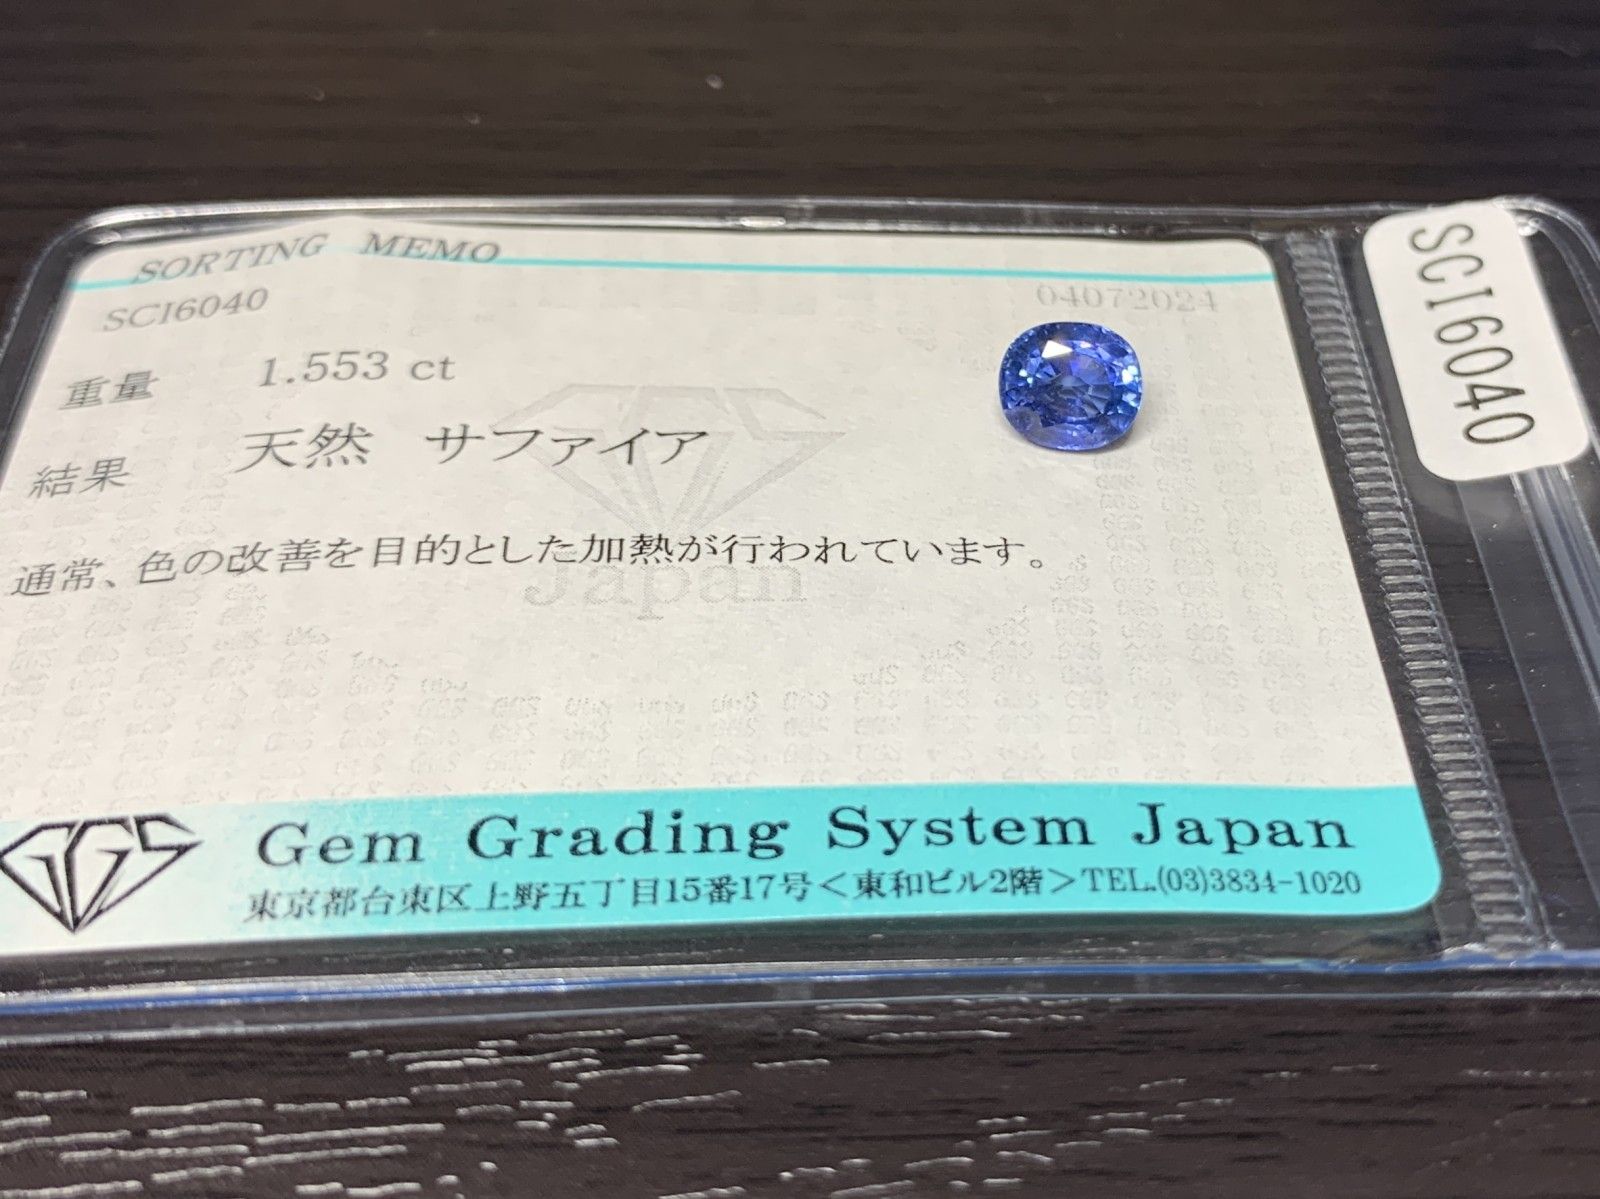 SORTING MEMO
SCI6040 04072024
重量 1.553 ct
結果 天然 サファイア
通常、色の改善を目的とした加熱が行われています。
Japan
GGS Gem Grading System Japan
東京都台東区上野五丁目15番17号＜東和ビル2階＞TEL.(03)3834-1020
SCI6040